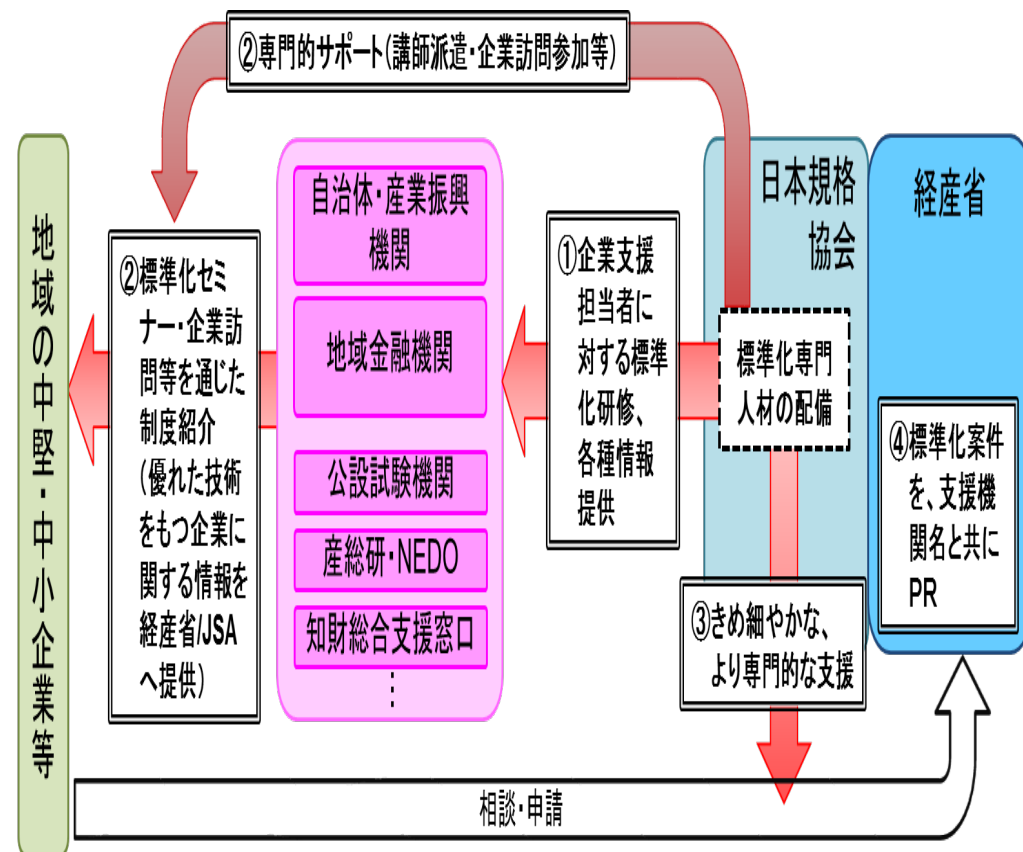 ②専門的サポート(講師派遣・企業訪問参加等)
地域の中堅・中小企業等
②標準化セミ
ナー・企業訪
問等を通じた
制度紹介
(優れた技術
をもつ企業に
関する情報を
経産省/JSA
へ提供)
自治体・産業振興
機関
地域金融機関
公設試験機関
産総研・NEDO
知財総合支援窓口
⋮
①企業支援
担当者に
対する標準
化研修、
各種情報
提供
日本規格
協会
標準化専門
人材の配備
③きめ細やかな、
より専門的な支援
経産省
④標準化案件
を、支援機
関名と共に
PR
相談・申請